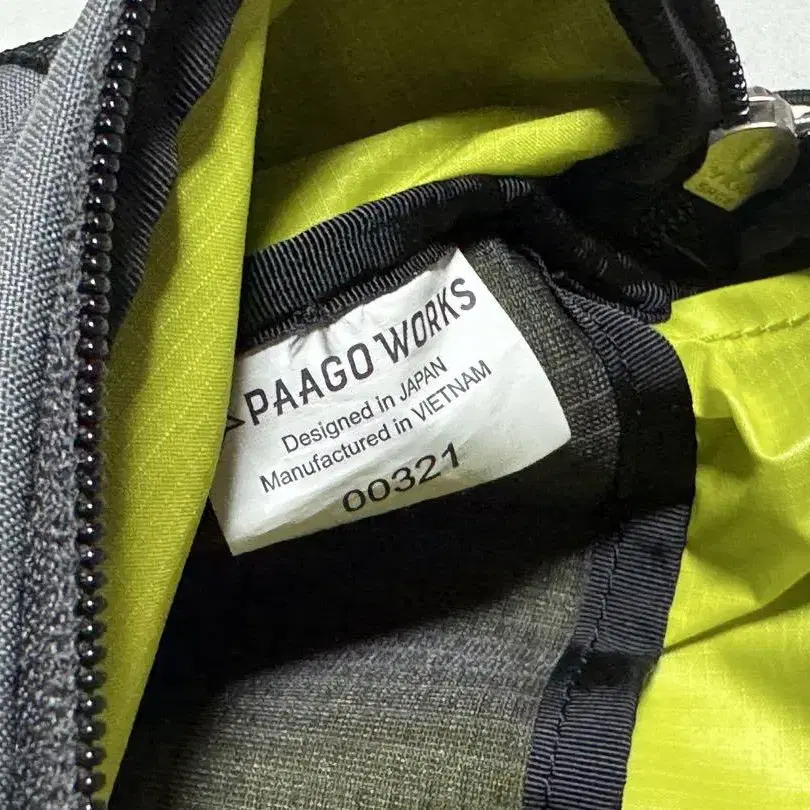 PAAGO WORKS
Designed in JAPAN
Manufactured in VIETNAM
00321